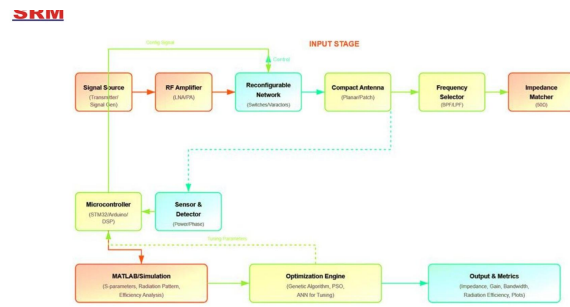 SRM
INPUT STAGE
Control
Signal Source
(Transmitter/
Signal Gen)
RF Amplifier
(LNA/PA)
Reconfigurable
Network
(Switches/Varactors)
Compact Antenna
(Planar/Patch)
Frequency
Selector
(BPF/LPF)
Impedance
Matcher
(50Ω)
Microcontroller
(STM32/Arduino/
DSP)
Sensor &
Detector
(Power/Phase)
Tuning Parameters
MATLAB/Simulation
(S-parameters, Radiation Pattern,
Efficiency Analysis)
Optimization Engine
(Genetic Algorithm, PSO,
ANN for Tuning)
Output & Metrics
(Impedance, Gain, Bandwidth,
Radiation Efficiency, Plots)